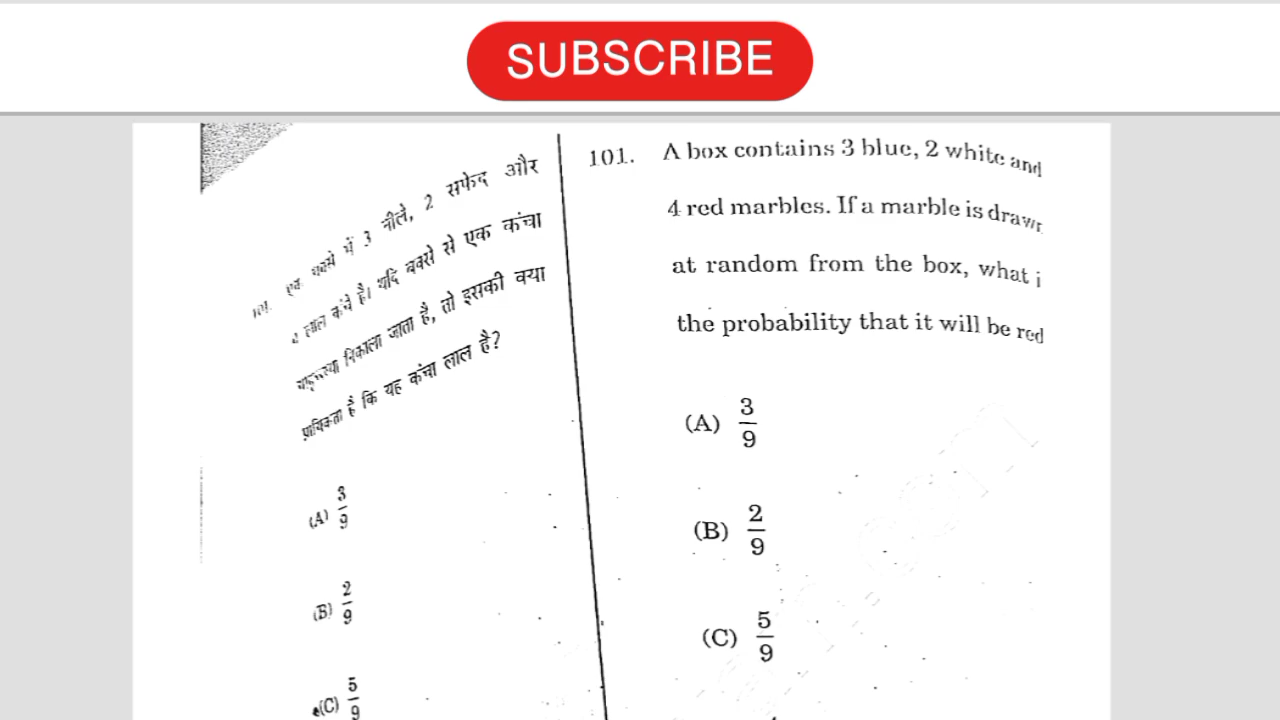 SUBSCRIBE
101. एक बक्से में 3 नीले, 2 सफेद और
4 लाल कंचे है। यदि बक्से से एक कंचा
यादृच्छया निकाला जाता है, तो इसकी क्या
प्रायिकता है कि यह कंचा लाल है?
(A) 3/9
(B) 2/9
(C) 5/9
101. A box contains 3 blue, 2 white and
4 red marbles. If a marble is drawn
at random from the box, what i
the probability that it will be red
(A) 3/9
(B) 2/9
(C) 5/9